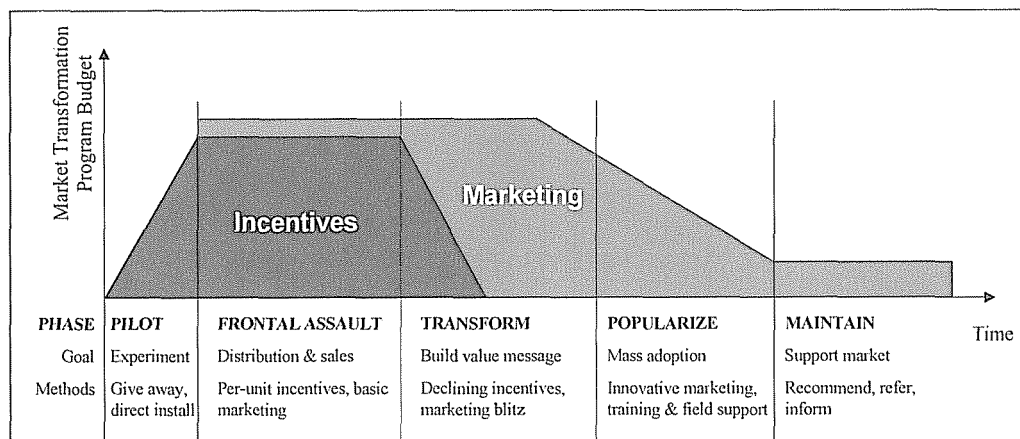 Market Transformation
Program Budget
Incentives
Marketing
Time
PHASE PILOT FRONTAL ASSAULT TRANSFORM POPULARIZE MAINTAIN
Goal Experiment Distribution & sales Build value message Mass adoption Support market
Methods Give away, Per-unit incentives, basic Declining incentives, Innovative marketing, Recommend, refer,
direct install marketing marketing blitz training & field support inform